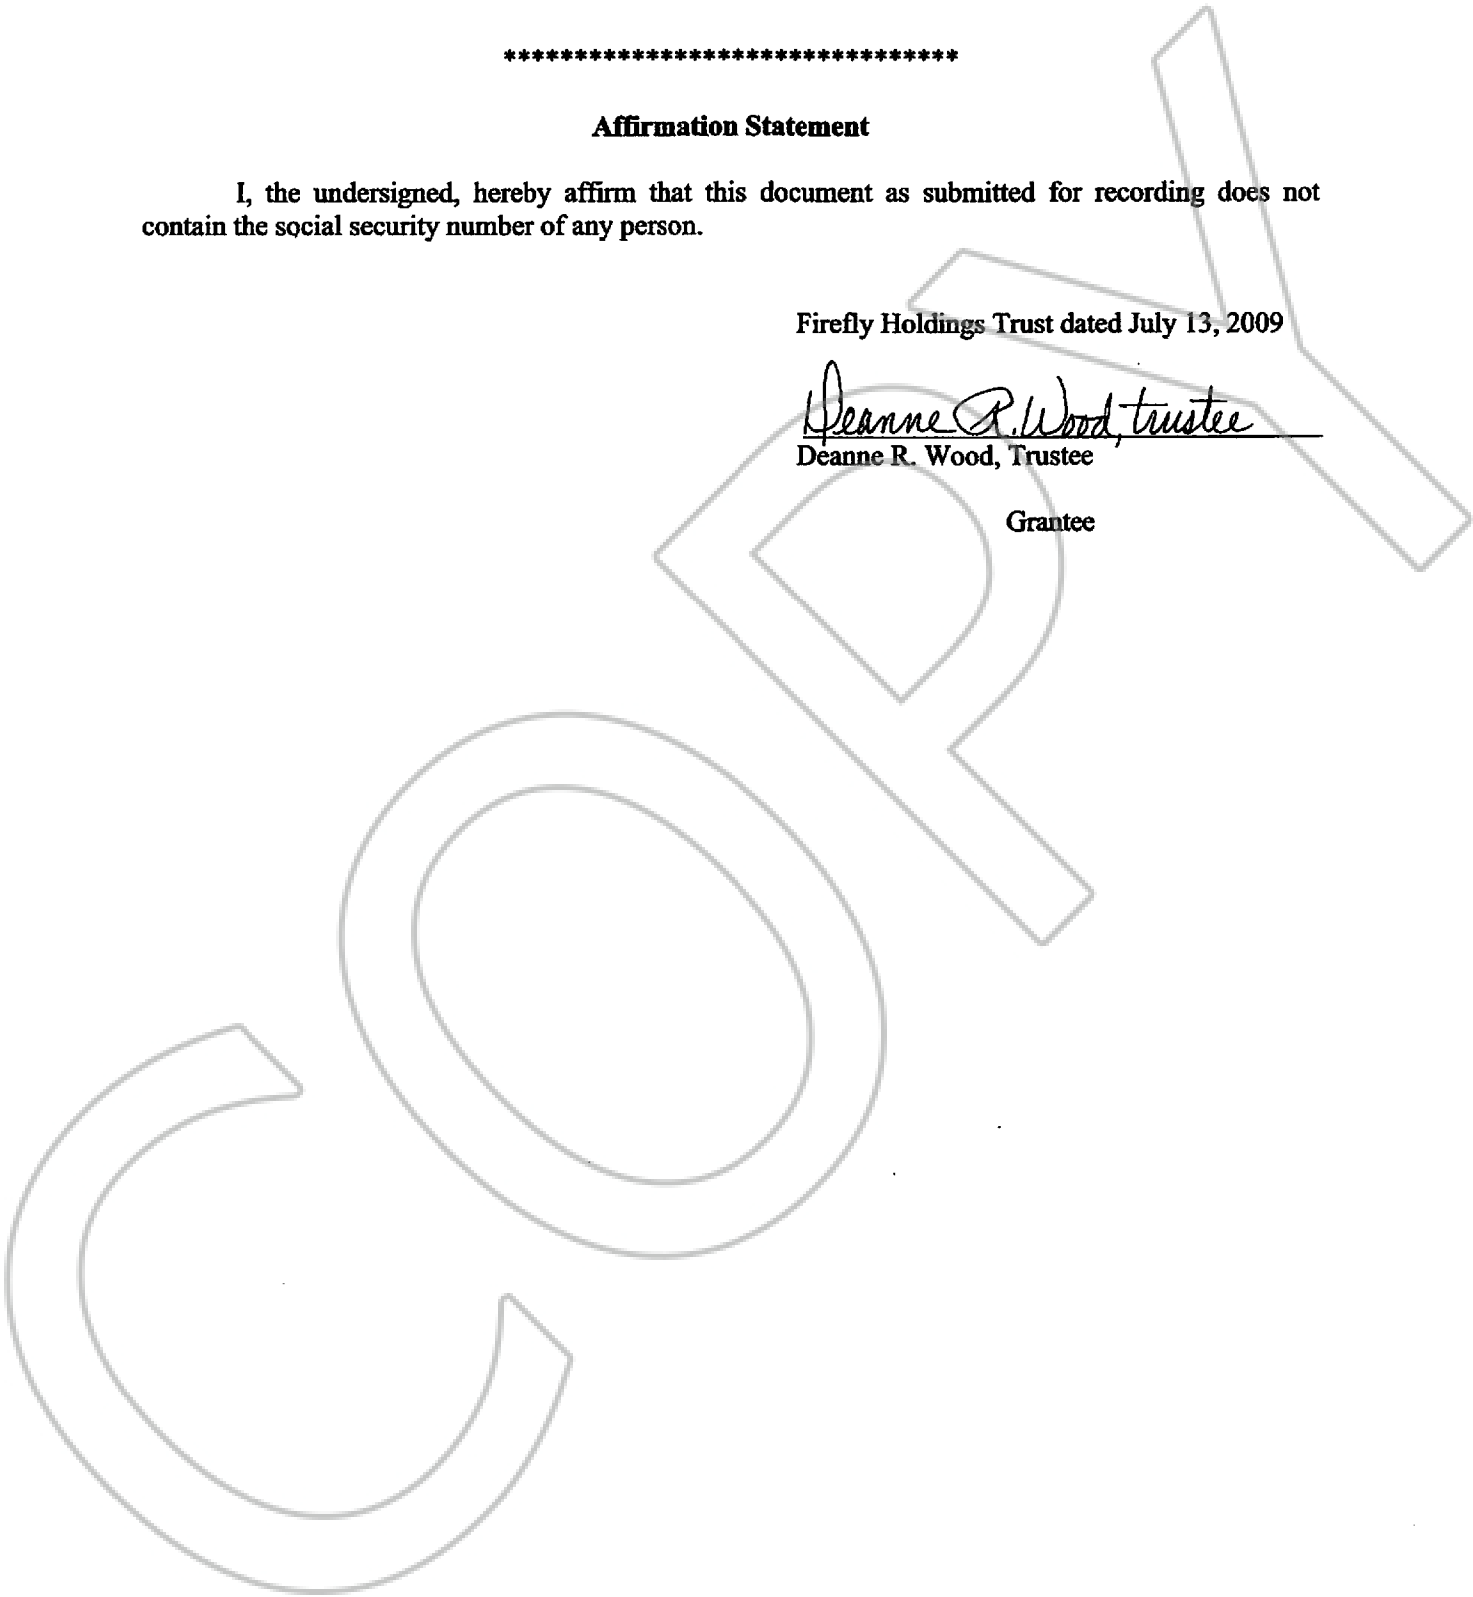 ********************************
Affirmation Statement
I, the undersigned, hereby affirm that this document as submitted for recording does not
contain the social security number of any person.
Firefly Holdings Trust dated July 13, 2009
Deanne R. Wood, trustee
Deanne R. Wood, Trustee
Grantee
COPY